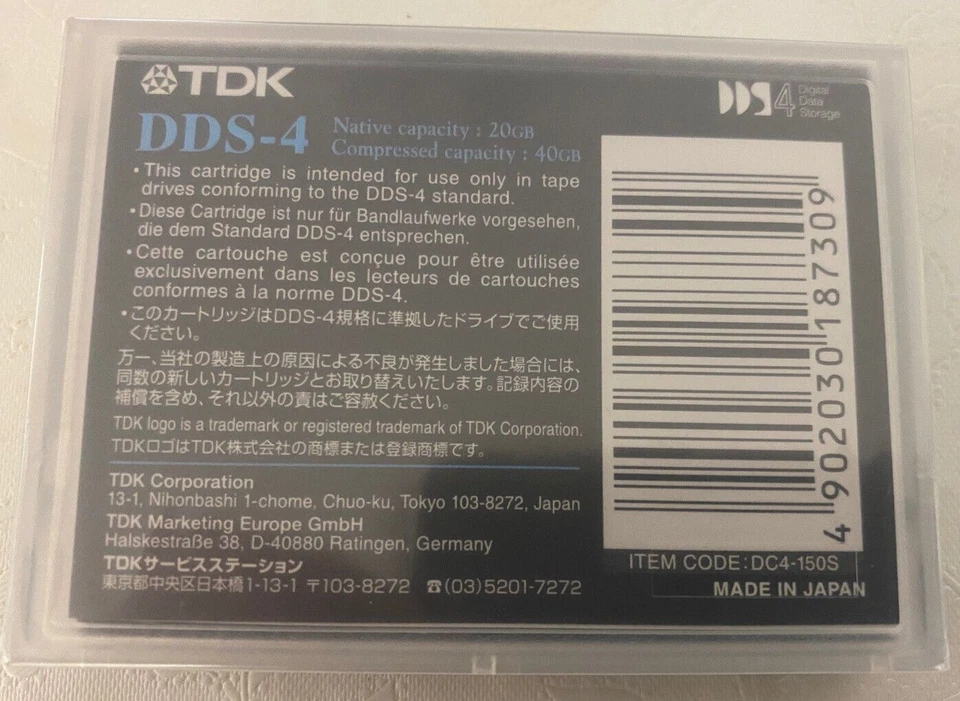 TDK
DDS-4
Native capacity : 20GB
Compressed capacity : 40GB
DDS4 Digital
Data
Storage
•This cartridge is intended for use only in tape
drives conforming to the DDS-4 standard.
•Diese Cartridge ist nur für Bandlaufwerke vorgesehen,
die dem Standard DDS-4 entsprechen.
•Cette cartouche est conçue pour être utilisée
exclusivement dans les lecteurs de cartouches
conformes à la norme DDS-4.
•このカートリッジはDDS-4規格に準拠したドライブでご使用
ください。
万一、当社の製造上の原因による不良が発生しました場合には、
同数の新しいカートリッジとお取り替えいたします。記録内容の
補償を含め、それ以外の責はご容赦ください。
TDK logo is a trademark or registered trademark of TDK Corporation.
TDKロゴはTDK株式会社の商標または登録商標です。
TDK Corporation
13-1, Nihonbashi 1-chome, Chuo-ku, Tokyo 103-8272, Japan
TDK Marketing Europe GmbH
Halskestraße 38, D-40880 Ratingen, Germany
TDKサービスステーション
東京都中央区日本橋1-13-1 〒103-8272 ☎(03)5201-7272
4 902030 187309
ITEM CODE:DC4-150S
MADE IN JAPAN